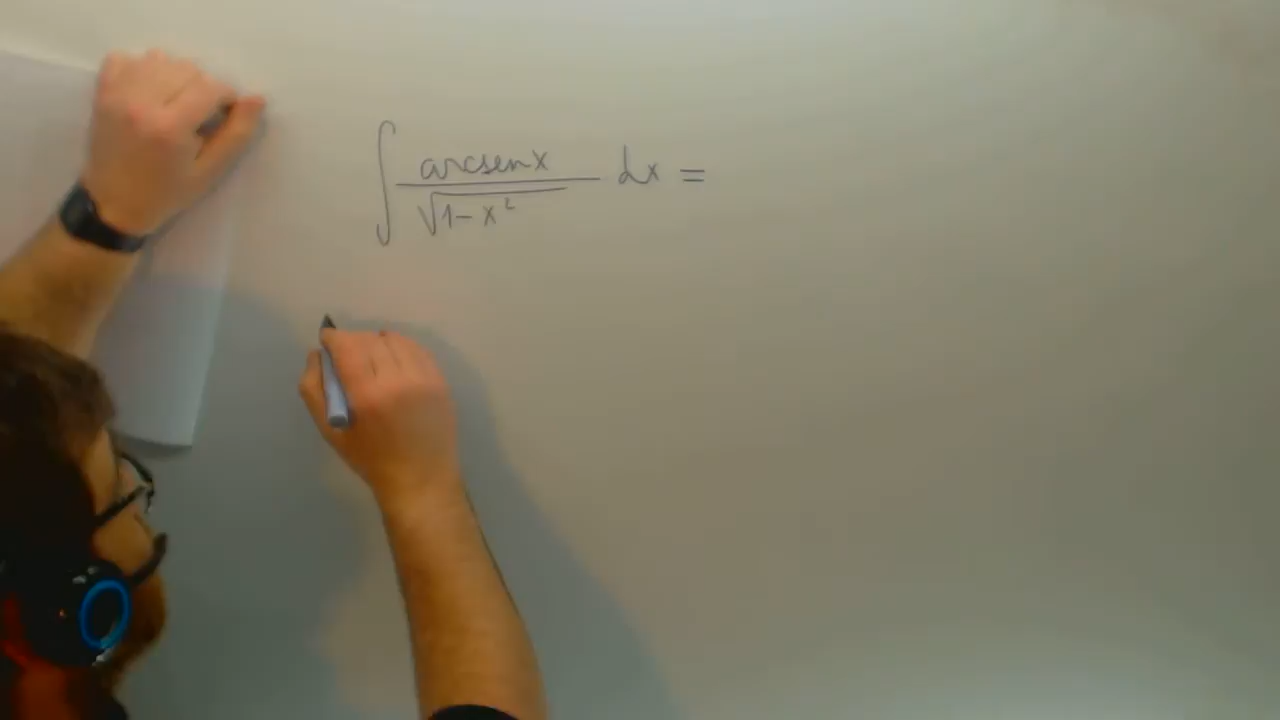 ∫ arcsen x / √(1 - x²) dx =